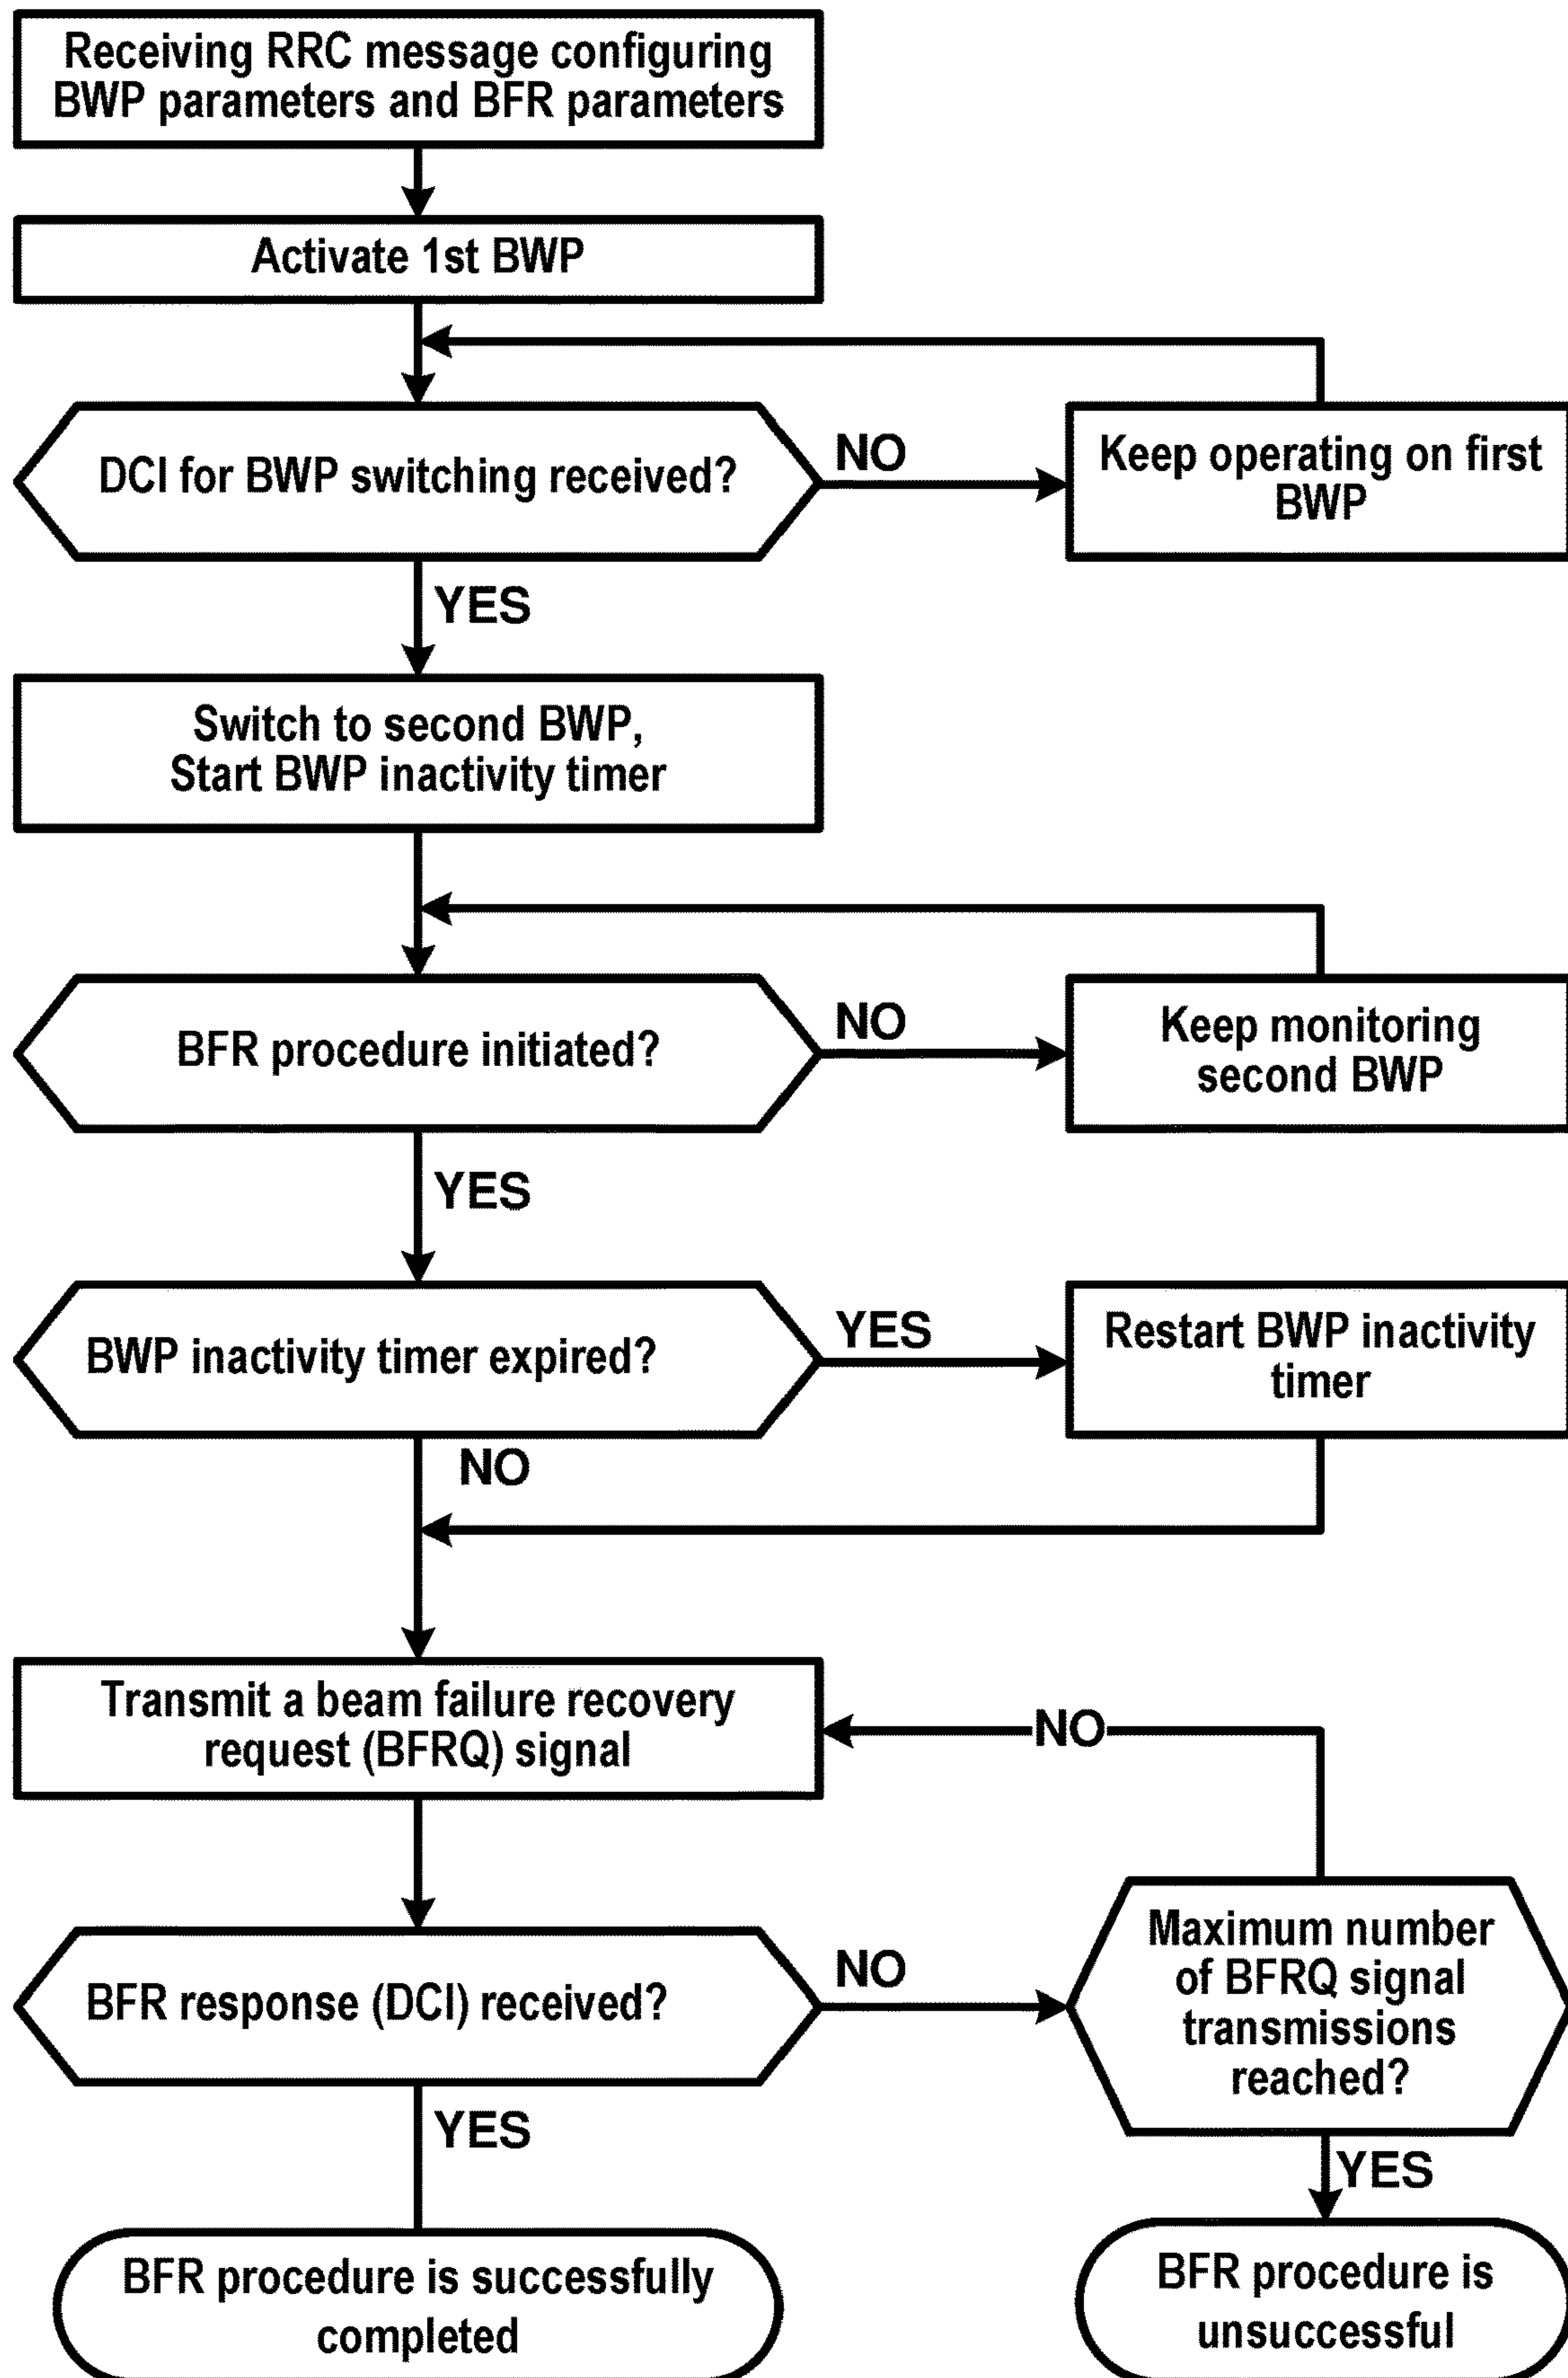 Receiving RRC message configuring
BWP parameters and BFR parameters
Activate 1st BWP
DCI for BWP switching received?
NO
Keep operating on first
BWP
YES
Switch to second BWP,
Start BWP inactivity timer
BFR procedure initiated?
NO
Keep monitoring
second BWP
YES
BWP inactivity timer expired?
YES
Restart BWP inactivity
timer
NO
Transmit a beam failure recovery
request (BFRQ) signal
NO
BFR response (DCI) received?
NO
Maximum number
of BFRQ signal
transmissions
reached?
YES
YES
BFR procedure is successfully
completed
BFR procedure is
unsuccessful